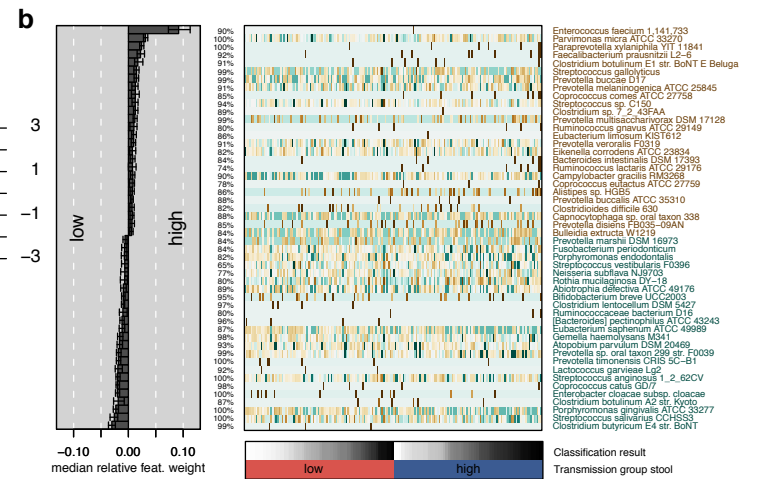 b
3
1
−1
−3
low
high
90% Enterococcus faecium 1,141,733
100% Parvimonas micra ATCC 33270
100% Paraprevotella xylaniphila YIT 11841
92% Faecalibacterium prausnitzii L2−6
91% Clostridium botulinum E1 str. BoNT E Beluga
99% Streptococcus gallolyticus
99% Prevotella buccae D17
91% Prevotella melaninogenica ATCC 25845
85% Coprococcus comes ATCC 27758
94% Streptococcus sp. C150
89% Clostridium sp. 7_2_43FAA
99% Prevotella multisaccharivorax DSM 17128
80% Ruminococcus gnavus ATCC 29149
86% Eubacterium limosum KIST612
91% Prevotella veroralis F0319
82% Eikenella corrodens ATCC 23834
84% Bacteroides intestinalis DSM 17393
74% Ruminococcus lactaris ATCC 29176
90% Campylobacter gracilis RM3268
78% Coprococcus eutactus ATCC 27759
86% Alistipes sp. HGB5
88% Prevotella buccalis ATCC 35310
82% Clostridioides difficile 630
88% Capnocytophaga sp. oral taxon 338
85% Prevotella disiens FB035−09AN
84% Bulleidia extructa W1219
84% Prevotella marshii DSM 16973
84% Fusobacterium periodonticum
82% Porphyromonas endodontalis
65% Streptococcus vestibularis F0396
77% Neisseria subflava NJ9703
80% Rothia mucilaginosa DY−18
89% Abiotrophia defectiva ATCC 49176
95% Bifidobacterium breve UCC2003
97% Clostridium lentocellum DSM 5427
80% Ruminococcaceae bacterium D16
98% [Bacteroides] pectinophilus ATCC 43243
87% Eubacterium saphenum ATCC 49989
98% Gemella haemolysans M341
93% Atopobium parvulum DSM 20469
99% Prevotella sp. oral taxon 299 str. F0039
100% Prevotella timonensis CRIS 5C−B1
92% Lactococcus garvieae Lg2
100% Streptococcus anginosus 1_2_62CV
98% Coprococcus catus GD/7
100% Enterobacter cloacae subsp. cloacae
87% Clostridium botulinum A2 str. Kyoto
100% Porphyromonas gingivalis ATCC 33277
100% Streptococcus salivarius CCHSS3
99% Clostridium butyricum E4 str. BoNT
−0.10 0.00 0.10
median relative feat. weight
Classification result
low high Transmission group stool